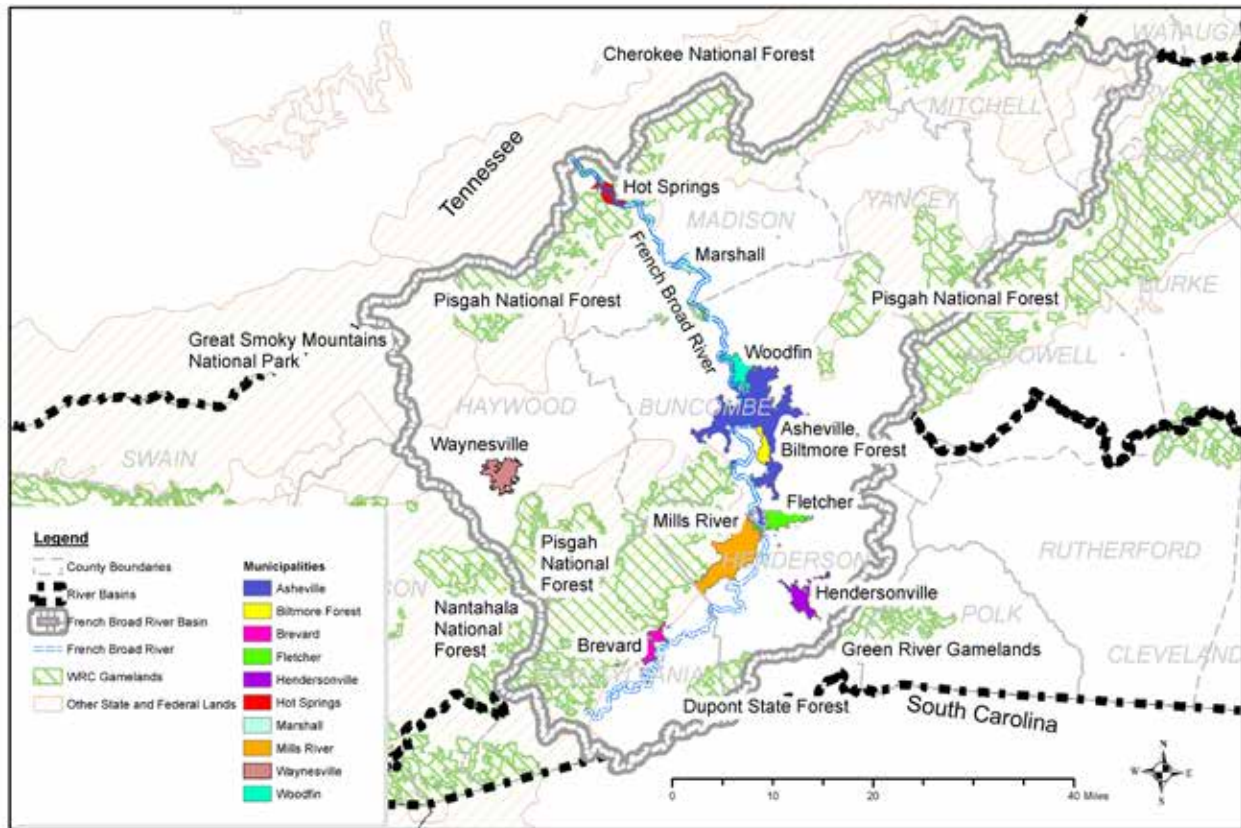 WATAUGA
Cherokee National Forest
MITCHELL
Tennessee
Hot Springs
MADISON
YANCEY
Marshall
French Broad River
BURKE
Pisgah National Forest
Pisgah National Forest
Great Smoky Mountains
National Park
Woodfin
HAYWOOD
BUNCOMBE
Asheville,
Biltmore Forest
Waynesville
SWAIN
Fletcher
Mills River
HENDERSON
RUTHERFORD
Pisgah
National
Forest
Hendersonville
POLK
Nantahala
National
Forest
Brevard
Green River Gamelands
CLEVELAND
Dupont State Forest
South Carolina
Legend
County Boundaries
River Basins
French Broad River Basin
French Broad River
WRC Gamelands
Other State and Federal Lands
Municipalities
Asheville
Biltmore Forest
Brevard
Fletcher
Hendersonville
Hot Springs
Marshall
Mills River
Waynesville
Woodfin
N
W E
S
0 10 20 40 Miles